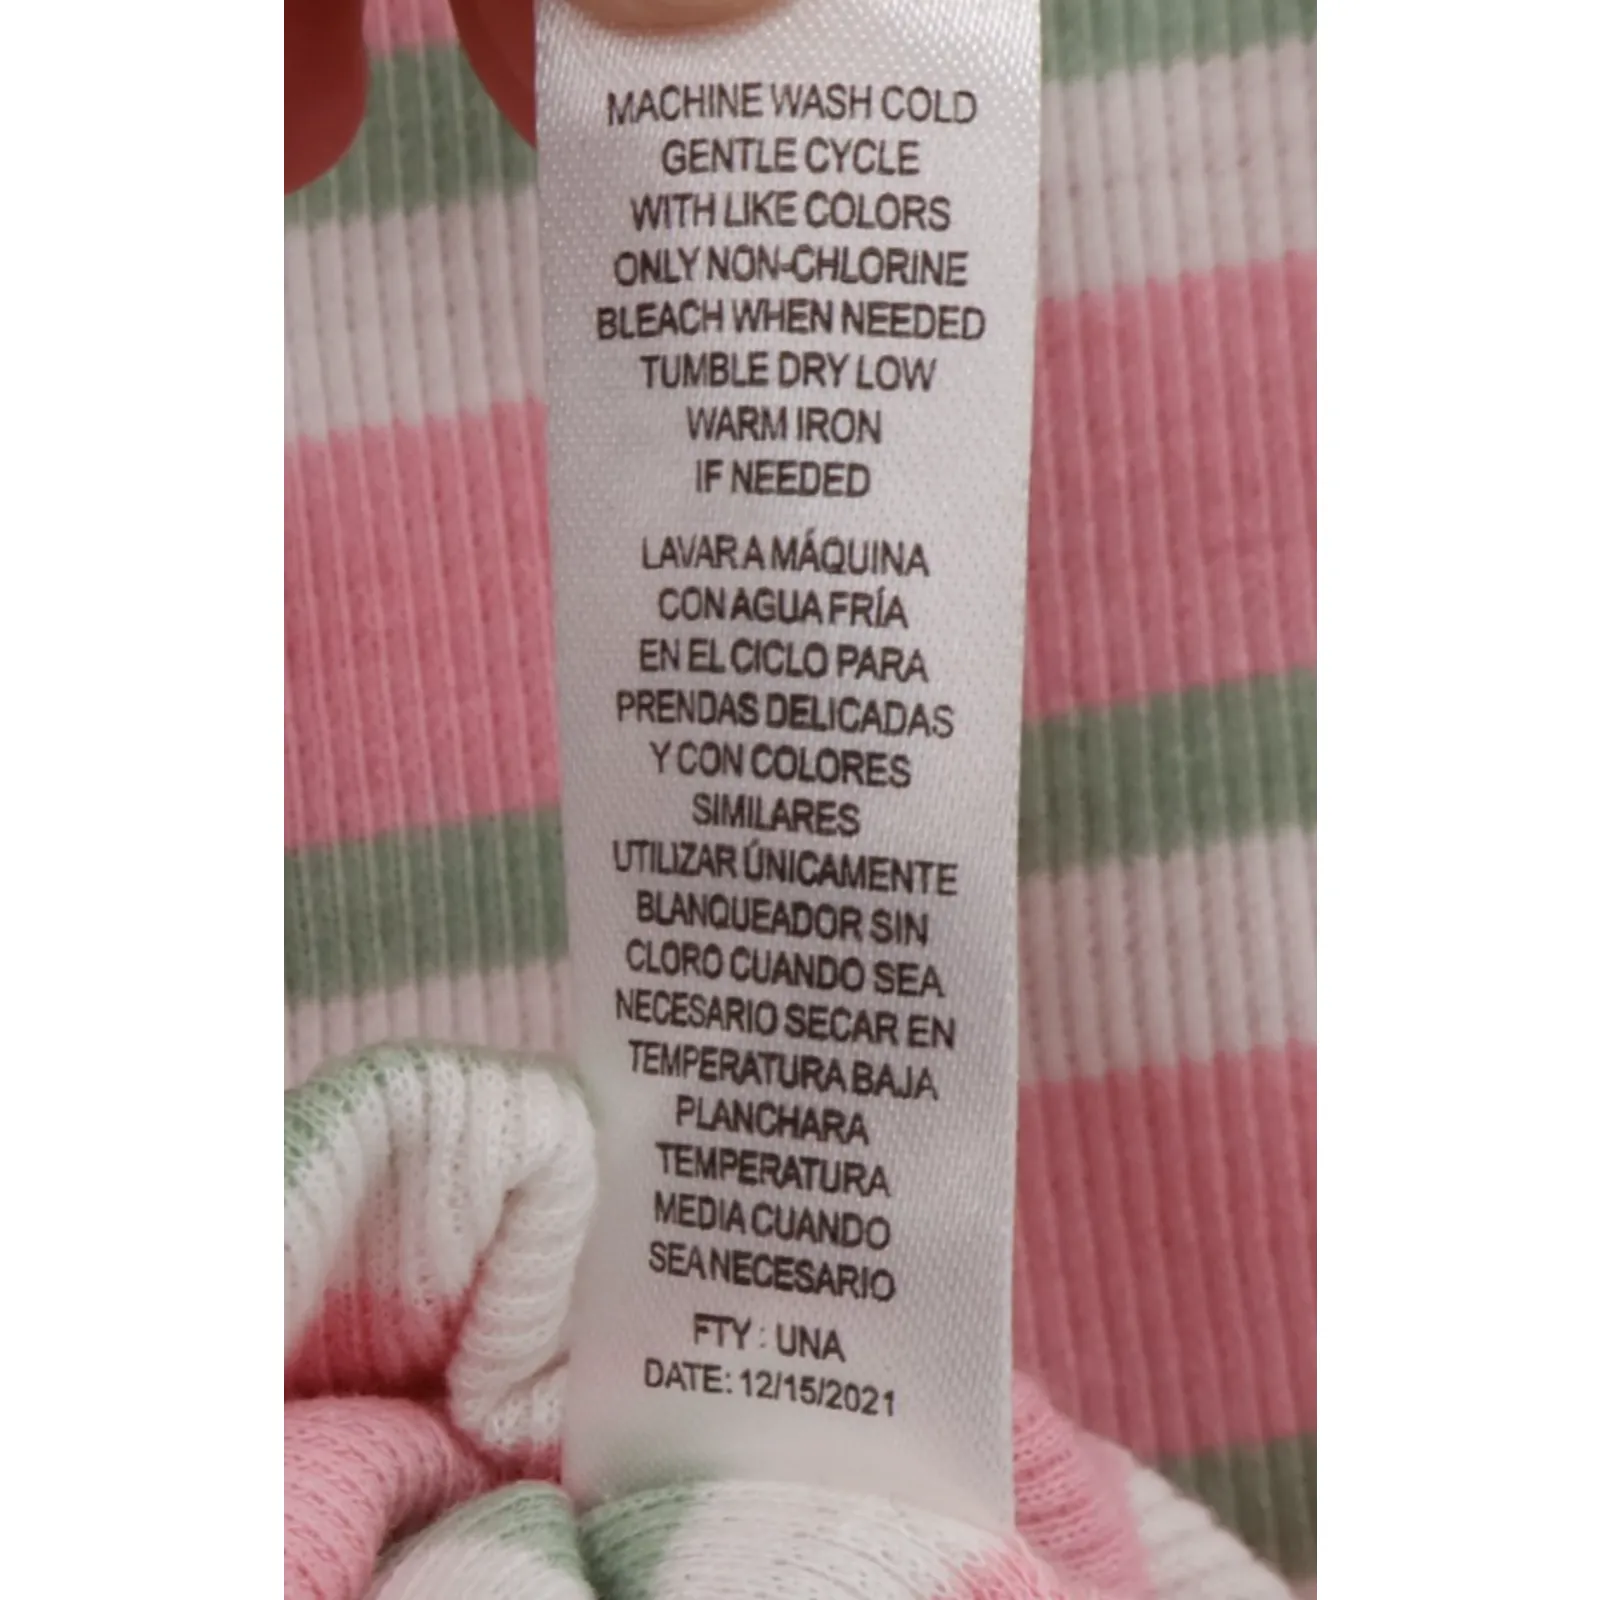 MACHINE WASH COLD
GENTLE CYCLE
WITH LIKE COLORS
ONLY NON-CHLORINE
BLEACH WHEN NEEDED
TUMBLE DRY LOW
WARM IRON
IF NEEDED
LAVAR A MÁQUINA
CON AGUA FRÍA
EN EL CICLO PARA
PRENDAS DELICADAS
Y CON COLORES
SIMILARES
UTILIZAR ÚNICAMENTE
BLANQUEADOR SIN
CLORO CUANDO SEA
NECESARIO SECAR EN
TEMPERATURA BAJA
PLANCHAR A
TEMPERATURA
MEDIA CUANDO
SEA NECESARIO
FTY : UNA
DATE: 12/15/2021